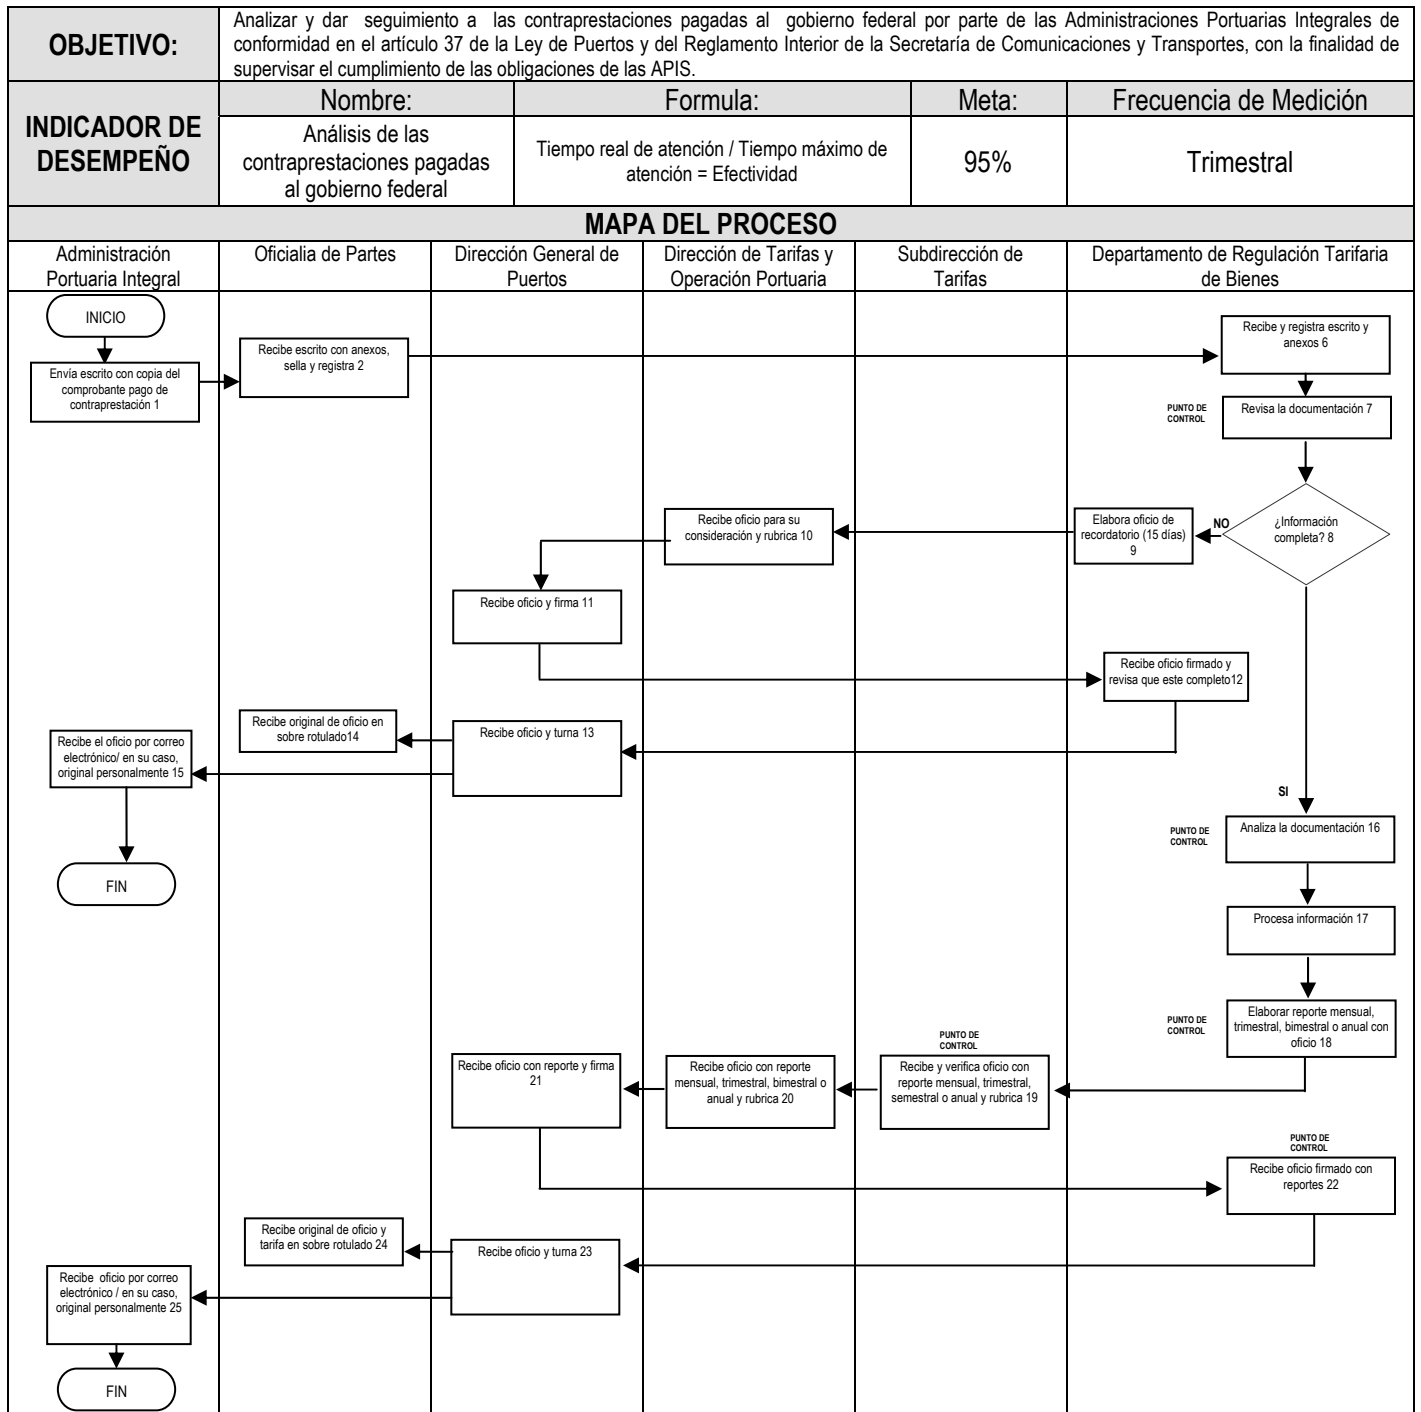 OBJETIVO:
Analizar y dar seguimiento a las contraprestaciones pagadas al gobierno federal por parte de las Administraciones Portuarias Integrales de
conformidad en el artículo 37 de la Ley de Puertos y del Reglamento Interior de la Secretaría de Comunicaciones y Transportes, con la finalidad de
supervisar el cumplimiento de las obligaciones de las APIS.
INDICADOR DE
DESEMPEÑO
Nombre:
Formula:
Meta:
Frecuencia de Medición
Análisis de las
contraprestaciones pagadas
al gobierno federal
Tiempo real de atención / Tiempo máximo de
atención = Efectividad
95%
Trimestral
MAPA DEL PROCESO
Administración
Portuaria Integral
Oficialia de Partes
Dirección General de
Puertos
Dirección de Tarifas y
Operación Portuaria
Subdirección de
Tarifas
Departamento de Regulación Tarifaria
de Bienes
INICIO
Envía escrito con copia del
comprobante pago de
contraprestación 1
Recibe escrito con anexos,
sella y registra 2
Recibe y registra escrito y
anexos 6
PUNTO DE
CONTROL
Revisa la documentación 7
¿Información
completa? 8
NO
Elabora oficio de
recordatorio (15 días)
9
Recibe oficio para su
consideración y rubrica 10
Recibe oficio y firma 11
Recibe oficio firmado y
revisa que este completo12
Recibe oficio y turna 13
Recibe original de oficio en
sobre rotulado14
Recibe el oficio por correo
electrónico/ en su caso,
original personalmente 15
FIN
SI
PUNTO DE
CONTROL
Analiza la documentación 16
Procesa información 17
PUNTO DE
CONTROL
Elaborar reporte mensual,
trimestral, bimestral o anual con
oficio 18
PUNTO DE
CONTROL
Recibe y verifica oficio con
reporte mensual, trimestral,
semestral o anual y rubrica 19
Recibe oficio con reporte
mensual, trimestral, bimestral o
anual y rubrica 20
Recibe oficio con reporte y firma
21
PUNTO DE
CONTROL
Recibe oficio firmado con
reportes 22
Recibe oficio y turna 23
Recibe original de oficio y
tarifa en sobre rotulado 24
Recibe oficio por correo
electrónico / en su caso,
original personalmente 25
FIN